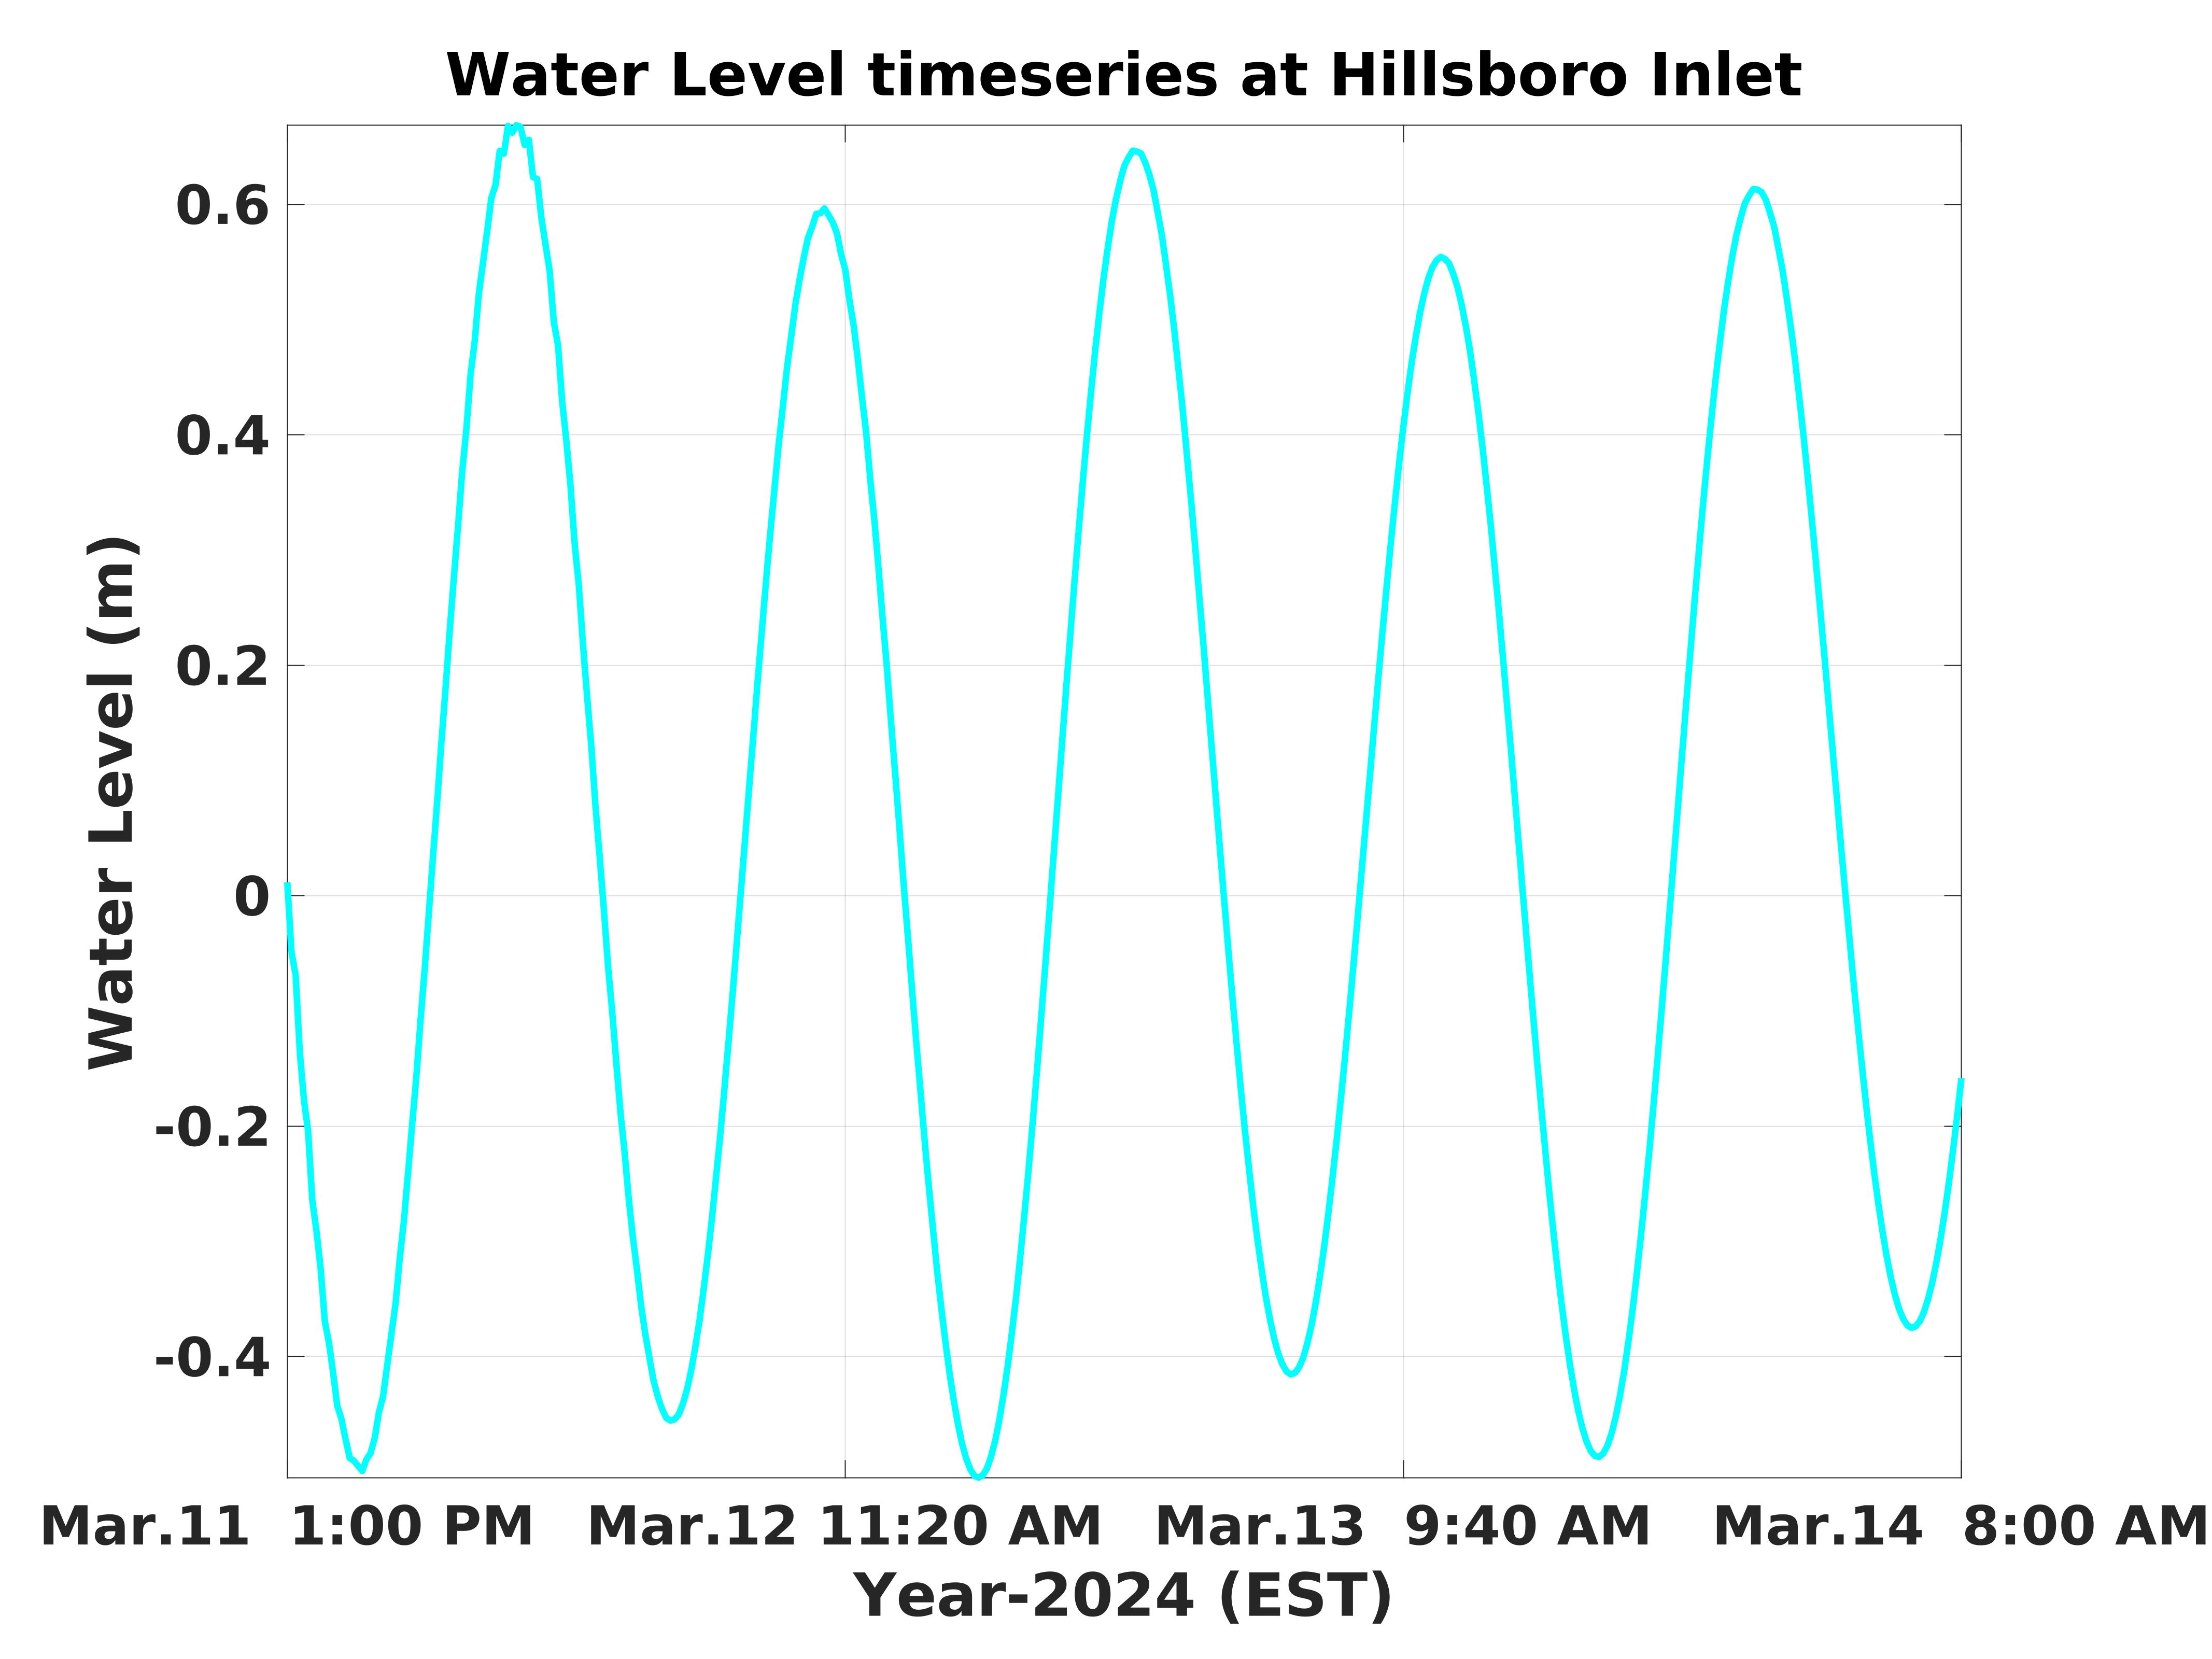 Water Level timeseries at Hillsboro Inlet
Water Level (m)
0.6
0.4
0.2
0
-0.2
-0.4
Mar.11 1:00 PM Mar.12 11:20 AM Mar.13 9:40 AM Mar.14 8:00 AM
Year-2024 (EST)